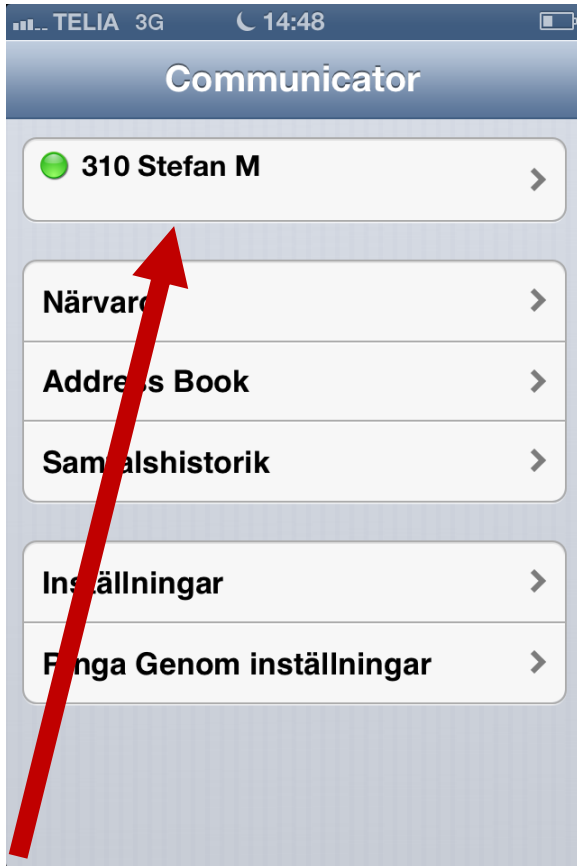 TELIA 3G 14:48
Communicator
310 Stefan M
Närvaro
Address Book
Samtalshistorik
Inställningar
Ringa Genom inställningar